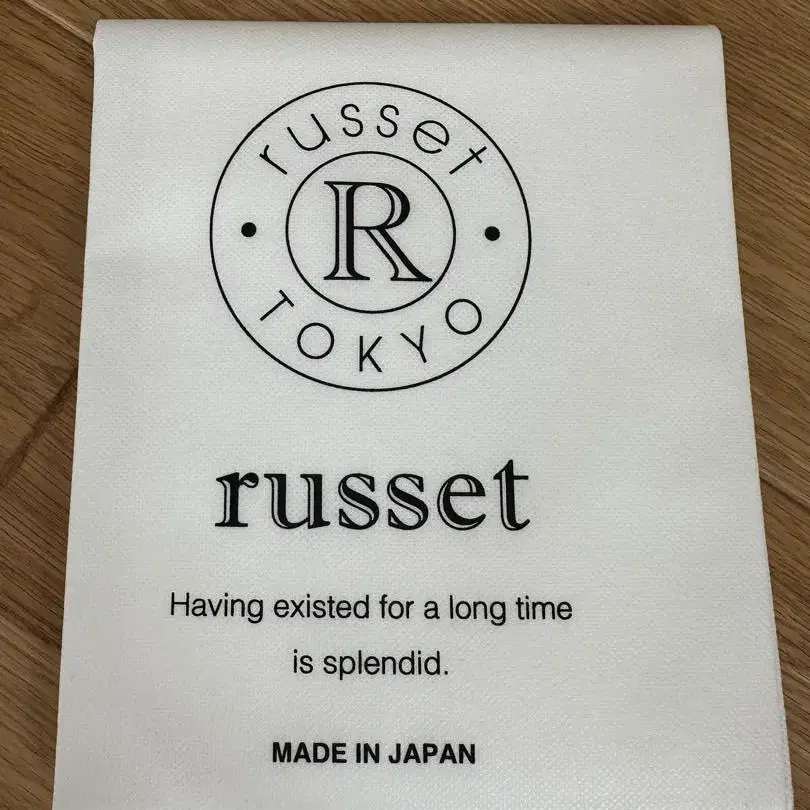 russet
R
TOKYO
russet
Having existed for a long time
is splendid.
MADE IN JAPAN